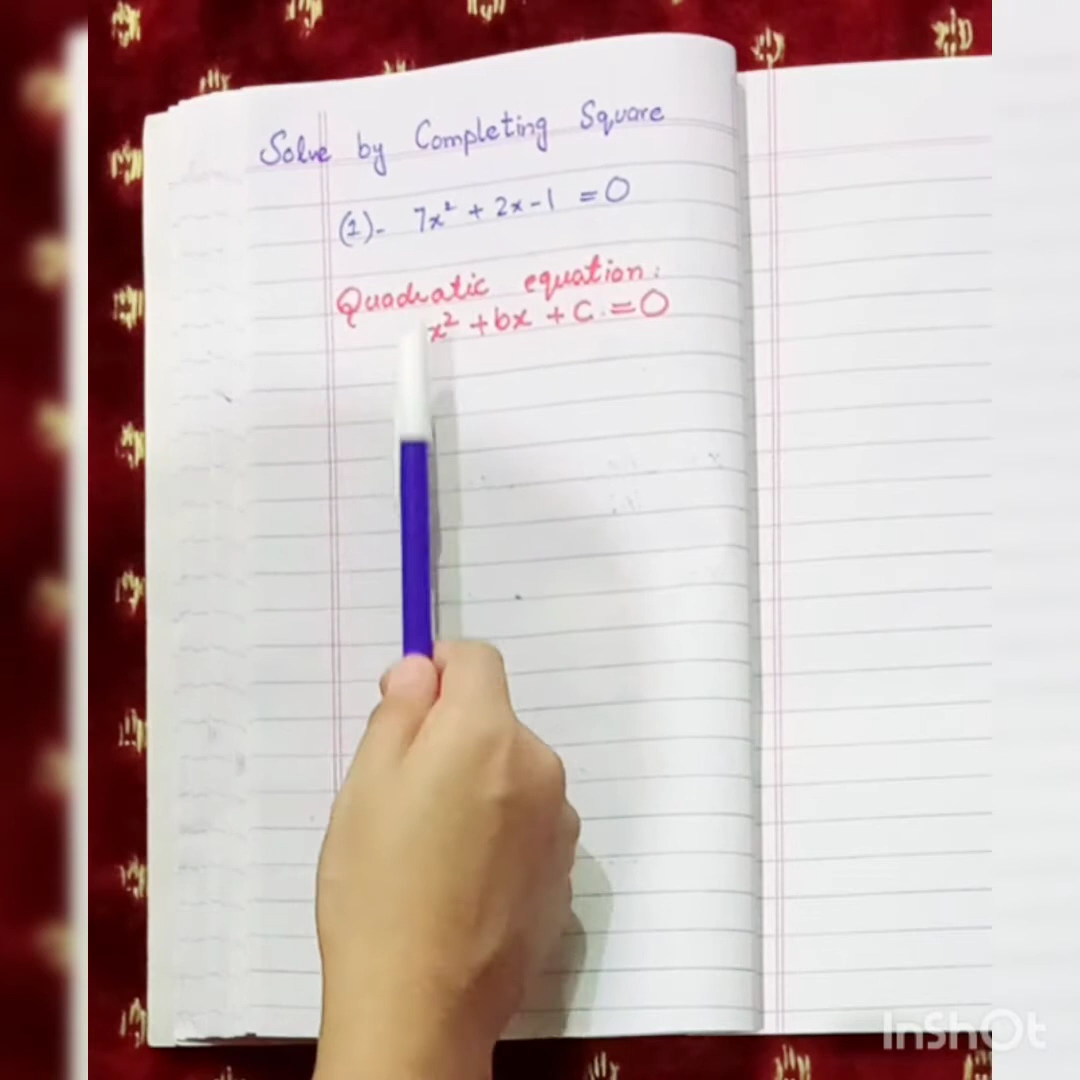 Solve by Completing Square
(1)- 7x² + 2x - 1 = 0
Quadratic equation:
x² + bx + c = 0
InShOt